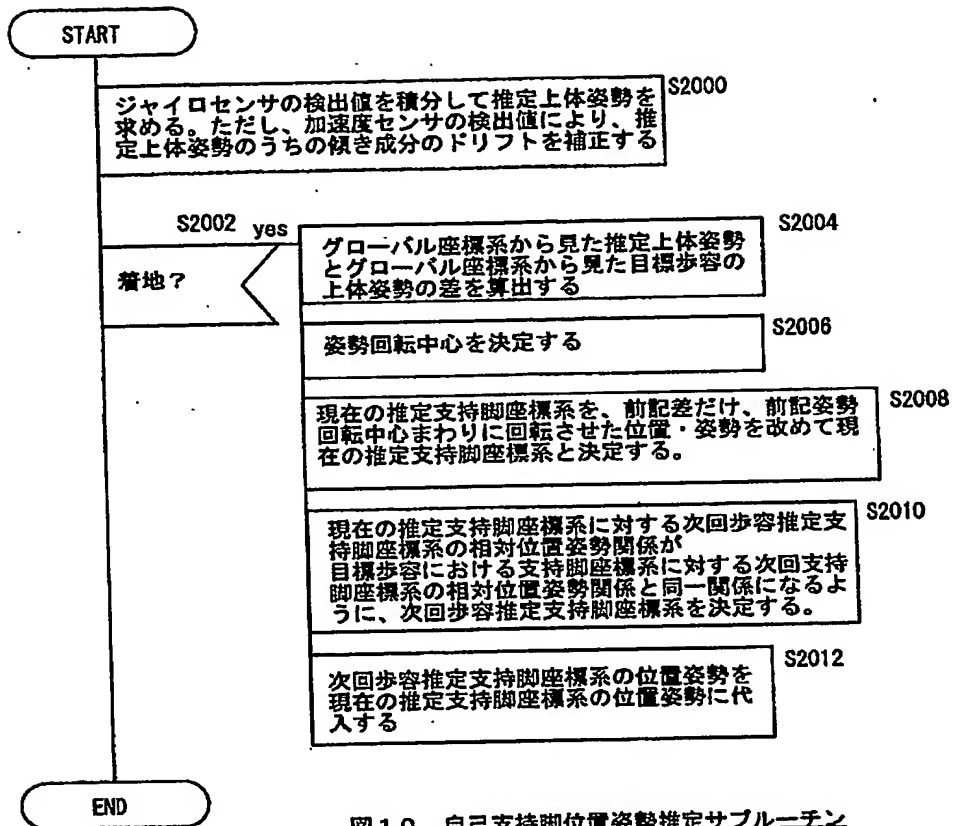 START
S2000
ジャイロセンサの検出値を積分して推定上体姿勢を
求める。ただし、加速度センサの検出値により、推
定上体姿勢のうちの傾き成分のドリフトを補正する
S2002 yes
着地？
S2004
グローバル座標系から見た推定上体姿勢
とグローバル座標系から見た目標歩容の
上体姿勢の差を算出する
S2006
姿勢回転中心を決定する
S2008
現在の推定支持脚座標系を、前記差だけ、前記姿勢
回転中心まわりに回転させた位置・姿勢を改めて現
在の推定支持脚座標系と決定する。
S2010
現在の推定支持脚座標系に対する次回歩容推定支
持脚座標系の相対位置姿勢関係が
目標歩容における支持脚座標系に対する次回支持
脚座標系の相対位置姿勢関係と同一関係になるよ
うに、次回歩容推定支持脚座標系を決定する。
S2012
次回歩容推定支持脚座標系の位置姿勢を
現在の推定支持脚座標系の位置姿勢に代
入する
END
自己支持脚位置姿勢推定サブルーチン